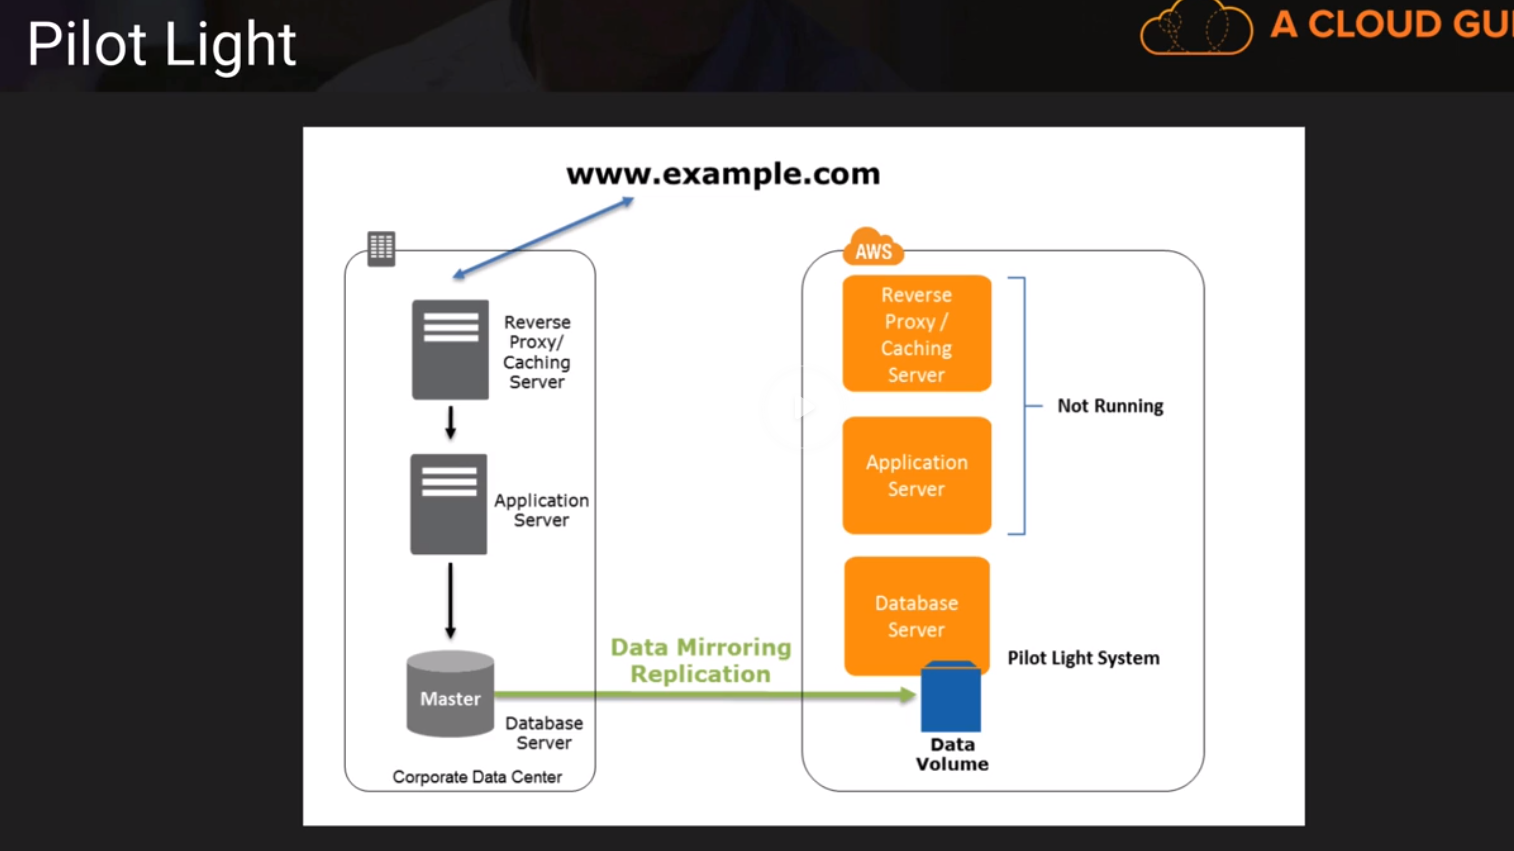 Pilot Light
A CLOUD GU
www.example.com
AWS
Reverse
Proxy/
Caching
Server
Application
Server
Master
Database
Server
Corporate Data Center
Data Mirroring
Replication
Reverse
Proxy /
Caching
Server
Application
Server
Not Running
Database
Server
Pilot Light System
Data
Volume